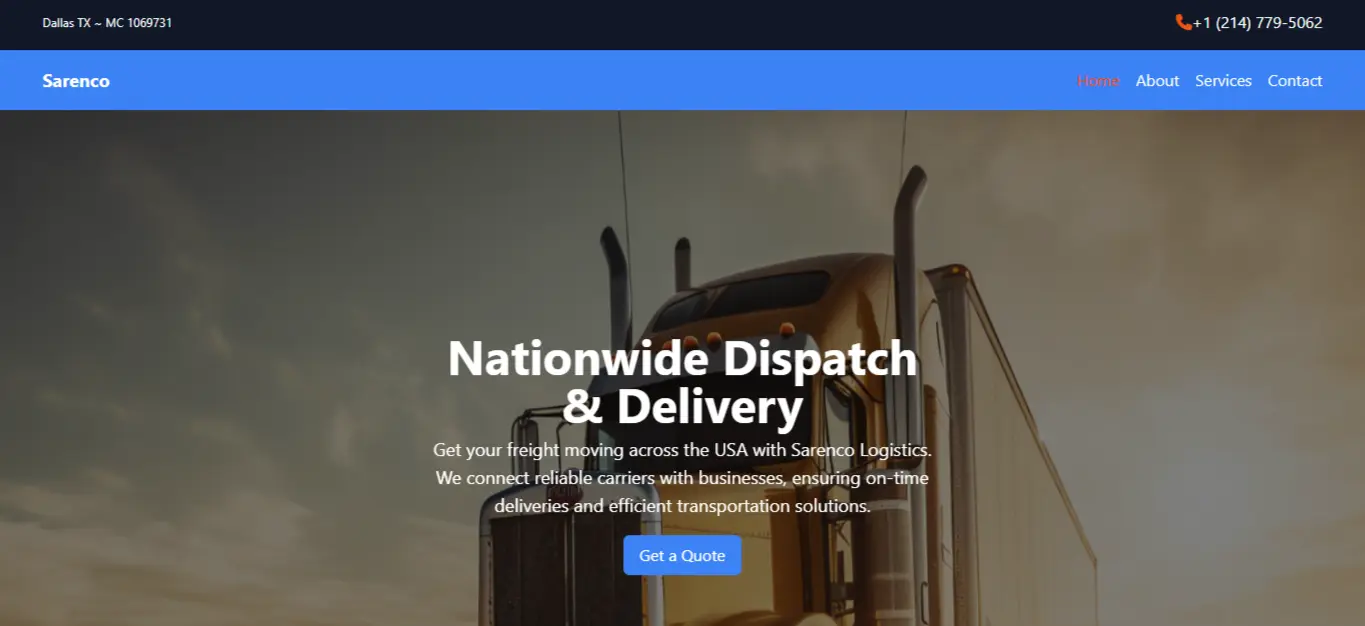 Dallas TX ~ MC 1069731
+1 (214) 779-5062
Sarenco
Home About Services Contact
Nationwide Dispatch
& Delivery
Get your freight moving across the USA with Sarenco Logistics.
We connect reliable carriers with businesses, ensuring on-time
deliveries and efficient transportation solutions.
Get a Quote